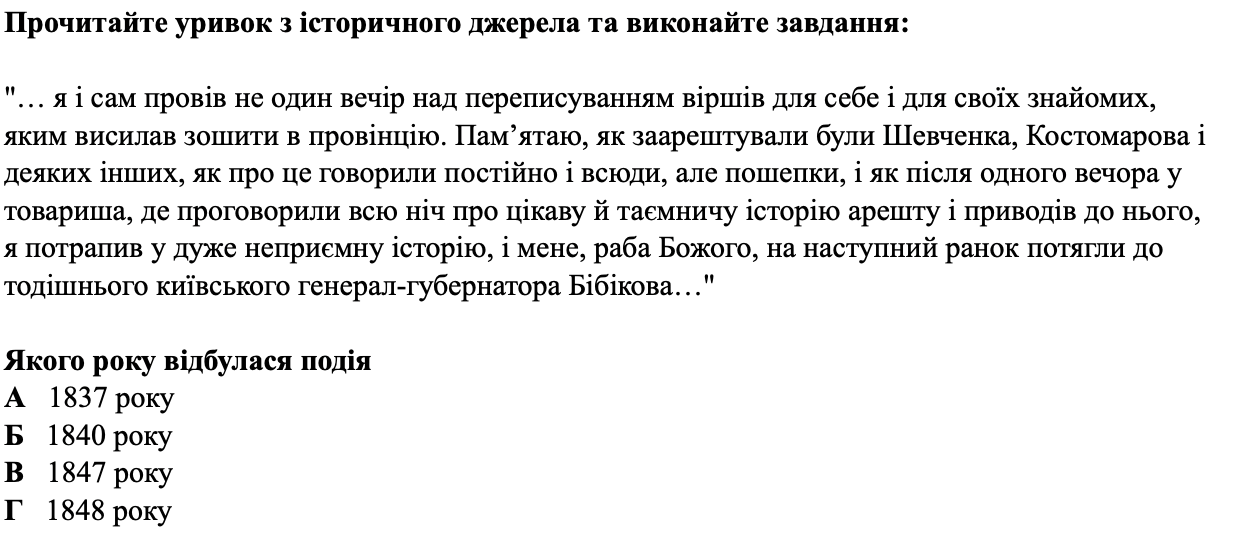 Прочитайте уривок з історичного джерела та виконайте завдання:
"… я і сам провів не один вечір над переписуванням віршів для себе і для своїх знайомих,
яким висилав зошити в провінцію. Пам’ятаю, як заарештували були Шевченка, Костомарова і
деяких інших, як про це говорили постійно і всюди, але пошепки, і як після одного вечора у
товариша, де проговорили всю ніч про цікаву й таємничу історію арешту і приводів до нього,
я потрапив у дуже неприємну історію, і мене, раба Божого, на наступний ранок потягли до
тодішнього київського генерал-губернатора Бібікова…"
Якого року відбулася подія
А 1837 року
Б 1840 року
В 1847 року
Г 1848 року